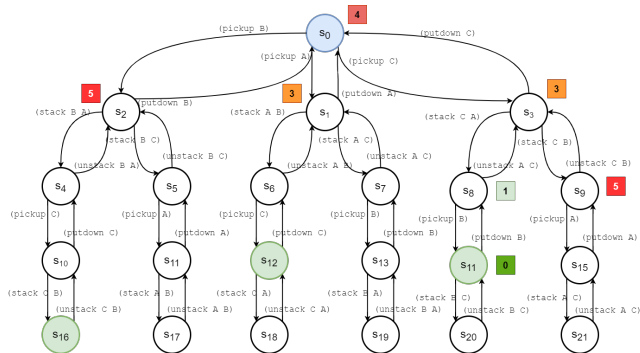 4
s0
(pickup B)
(putdown C)
(pickup A)
(pickup C)
5
3
3
(putdown B)
(putdown A)
s2
s1
s3
(stack B A)
(stack A B)
(stack C A)
(stack B C)
(stack A C)
(stack C B)
(unstack B A)
(unstack B C)
(unstack A B)
(unstack A C)
(unstack A C)
(unstack C B)
s4
s5
s6
s7
s8
1
s9
5
(pickup C)
(pickup A)
(pickup C)
(pickup B)
(pickup B)
(pickup A)
(putdown C)
(putdown A)
(putdown C)
(putdown B)
(putdown B)
(putdown A)
s10
s11
s12
s13
s11
0
s15
(stack C B)
(stack A B)
(stack C A)
(stack B A)
(stack B C)
(stack A C)
(unstack C B)
(unstack A B)
(unstack C A)
(unstack B A)
(unstack B C)
(unstack A C)
s16
s17
s18
s19
s20
s21